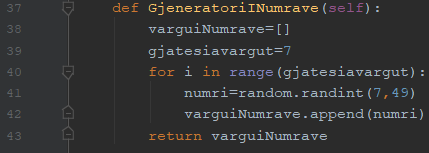 37 def GjeneratoriINumrave(self):
38 varguiNumrave=[]
39 gjatesiavargut=7
40 for i in range(gjatesiavargut):
41 numri=random.randint(7,49)
42 varguiNumrave.append(numri)
43 return varguiNumrave